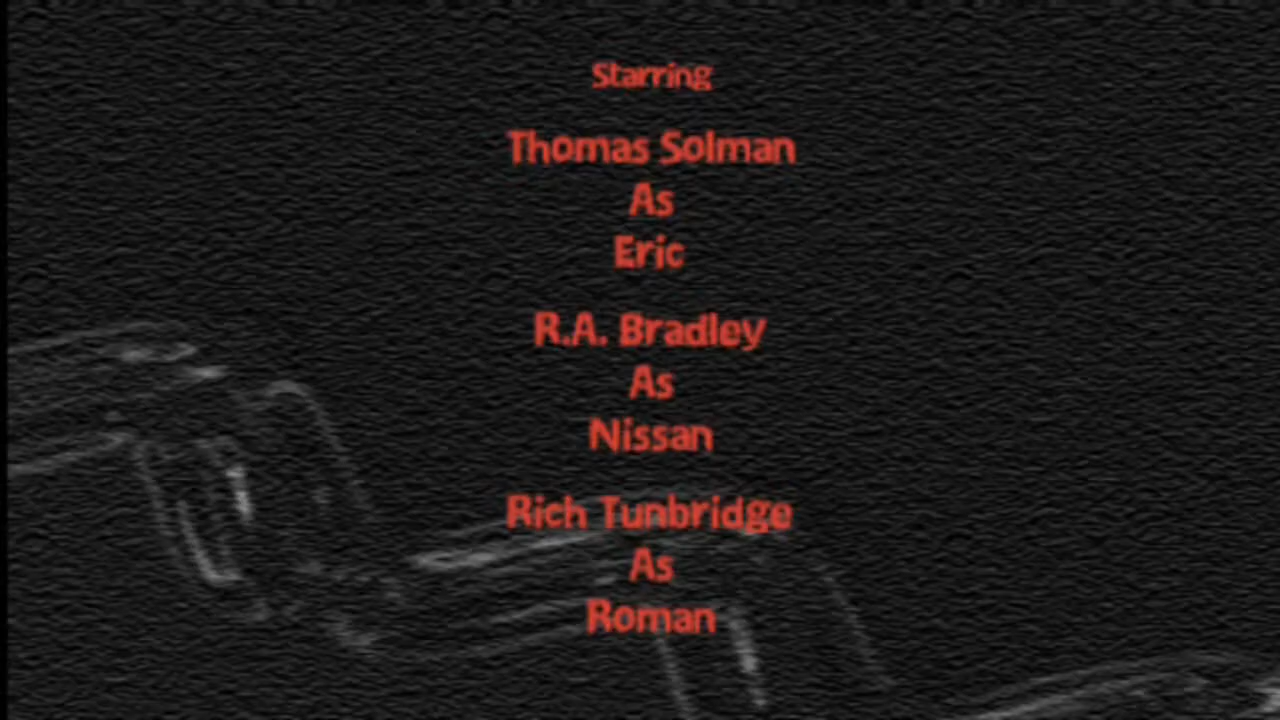 Starring
Thomas Solman
As
Eric
R.A. Bradley
As
Nissan
Rich Tunbridge
As
Roman